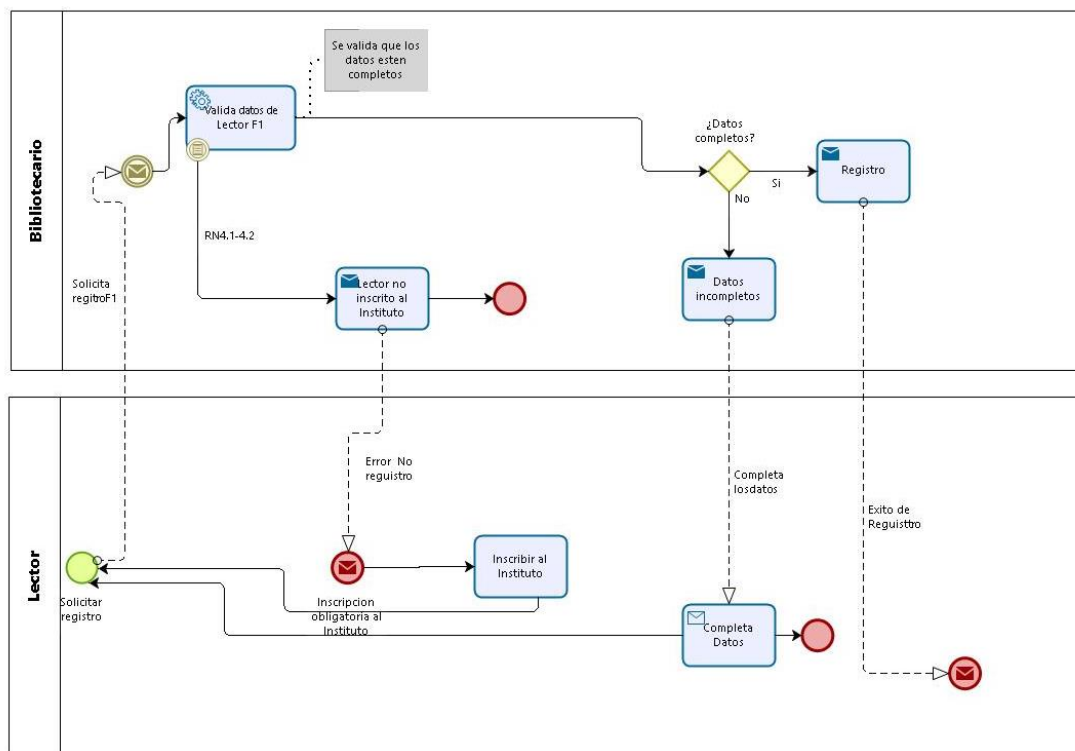 Bibliotecario
Se valida que los
datos esten
completos
Valida datos de
Lector F1
¿Datos
completos?
Si
No
Registro
RN4.1-4.2
Solicita
regitroF1
Lector no
inscrito al
Instituto
Datos
incompletos
Lector
Error No
reguistro
Completa
losdatos
Exito de
Reguisttro
Solicitar
registro
Inscripcion
obligatoria al
Instituto
Inscribir al
Instituto
Completa
Datos